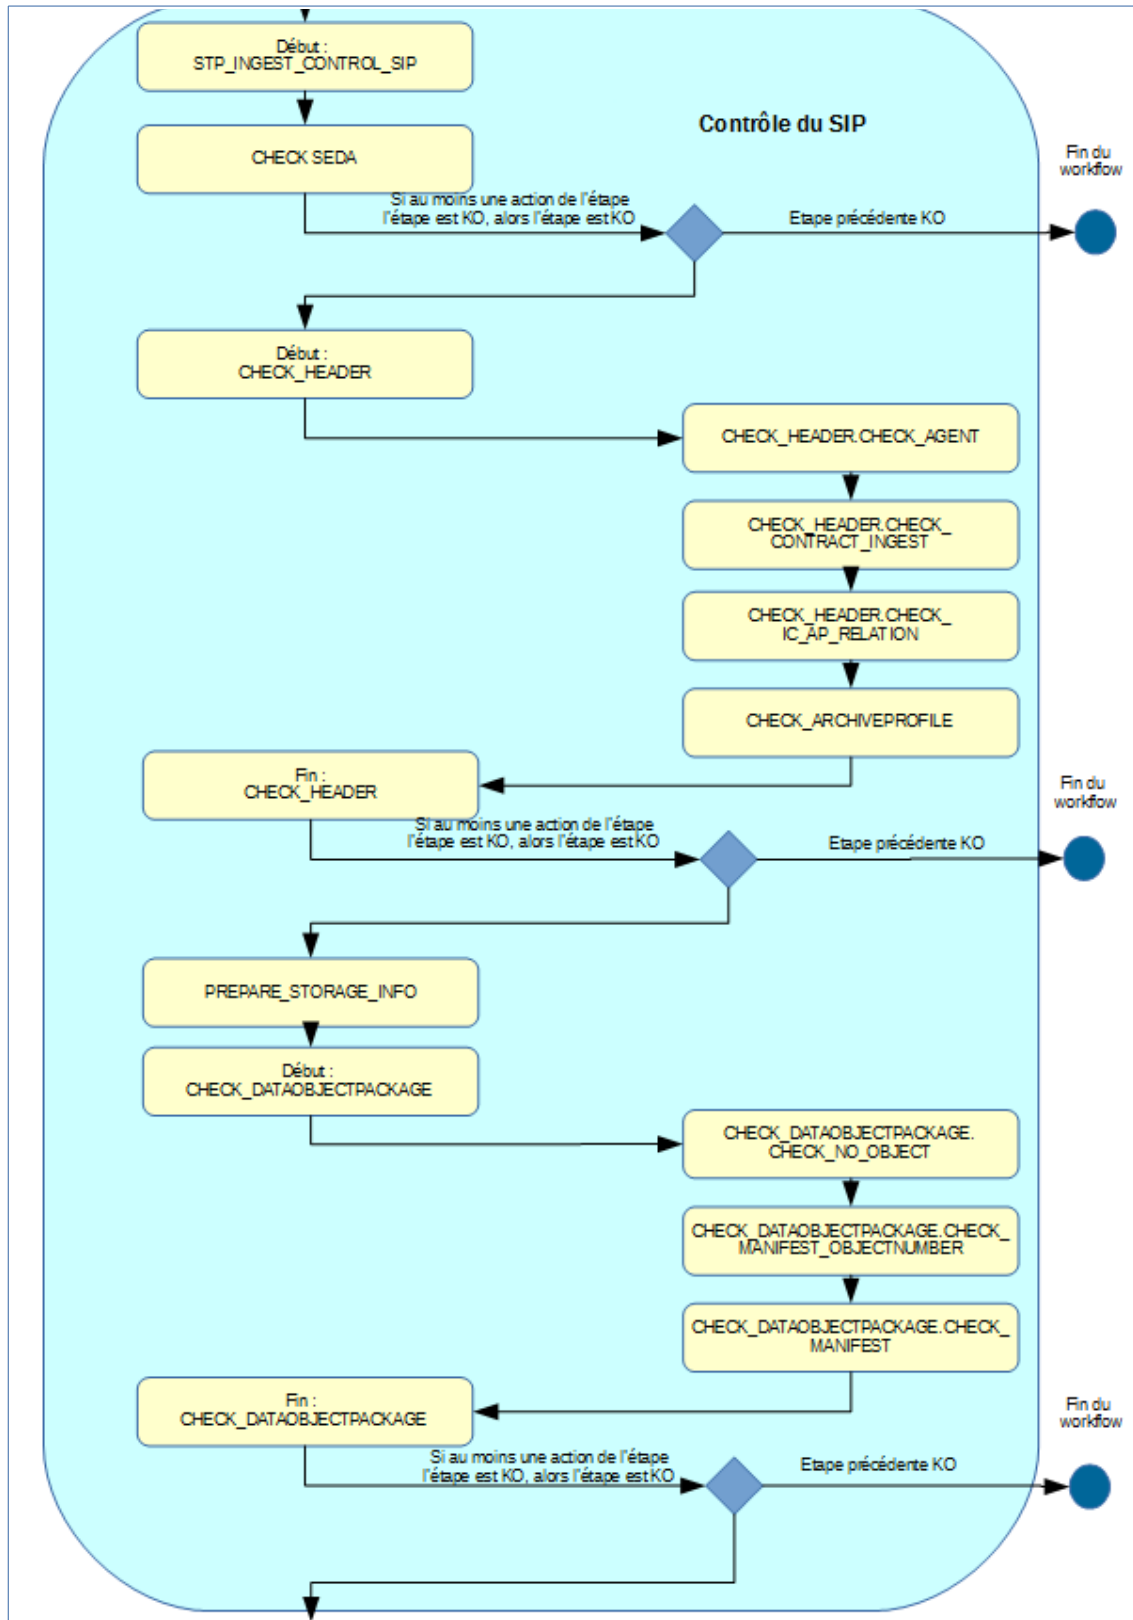 Début :
STP_INGEST_CONTROL_SIP
Contrôle du SIP
CHECK SEDA
Fin du
workflow
Si au moins une action de l'étape
l'étape est KO, alors l'étape est KO
Etape précédente KO
Début :
CHECK_HEADER
CHECK_HEADER.CHECK_AGENT
CHECK_HEADER.CHECK_
CONTRACT_INGEST
CHECK_HEADER.CHECK_
IC_AP_RELATION
CHECK_ARCHIVEPROFILE
Fin :
CHECK_HEADER
Fin du
workflow
Si au moins une action de l'étape
l'étape est KO, alors l'étape est KO
Etape précédente KO
PREPARE_STORAGE_INFO
Début :
CHECK_DATAOBJECTPACKAGE
CHECK_DATAOBJECTPACKAGE.
CHECK_NO_OBJECT
CHECK_DATAOBJECTPACKAGE.CHECK_
MANIFEST_OBJECTNUMBER
CHECK_DATAOBJECTPACKAGE.CHECK_
MANIFEST
Fin :
CHECK_DATAOBJECTPACKAGE
Fin du
workflow
Si au moins une action de l'étape
l'étape est KO, alors l'étape est KO
Etape précédente KO